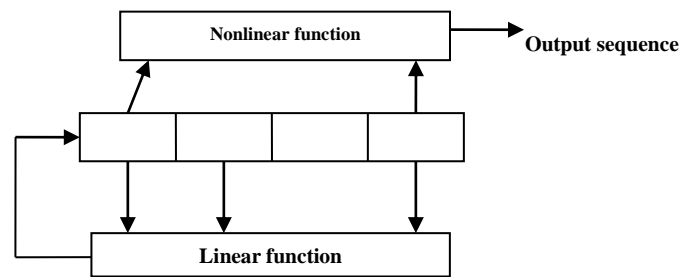 Nonlinear function
Output sequence
Linear function